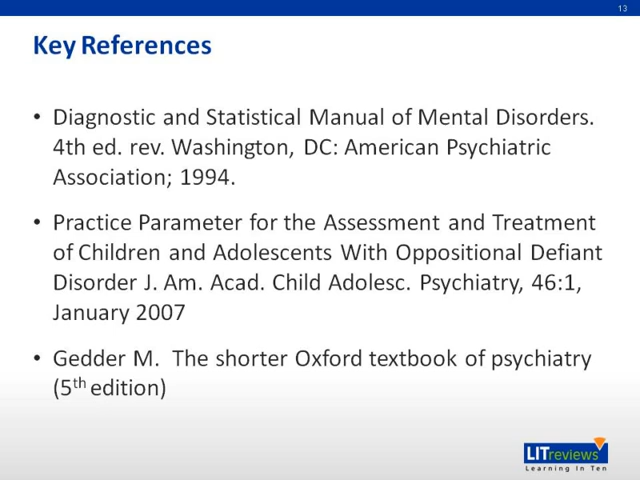 13
Key References
• Diagnostic and Statistical Manual of Mental Disorders.
4th ed. rev. Washington, DC: American Psychiatric
Association; 1994.
• Practice Parameter for the Assessment and Treatment
of Children and Adolescents With Oppositional Defiant
Disorder J. Am. Acad. Child Adolesc. Psychiatry, 46:1,
January 2007
• Gedder M. The shorter Oxford textbook of psychiatry
(5th edition)
LITreviews
Learning In Ten